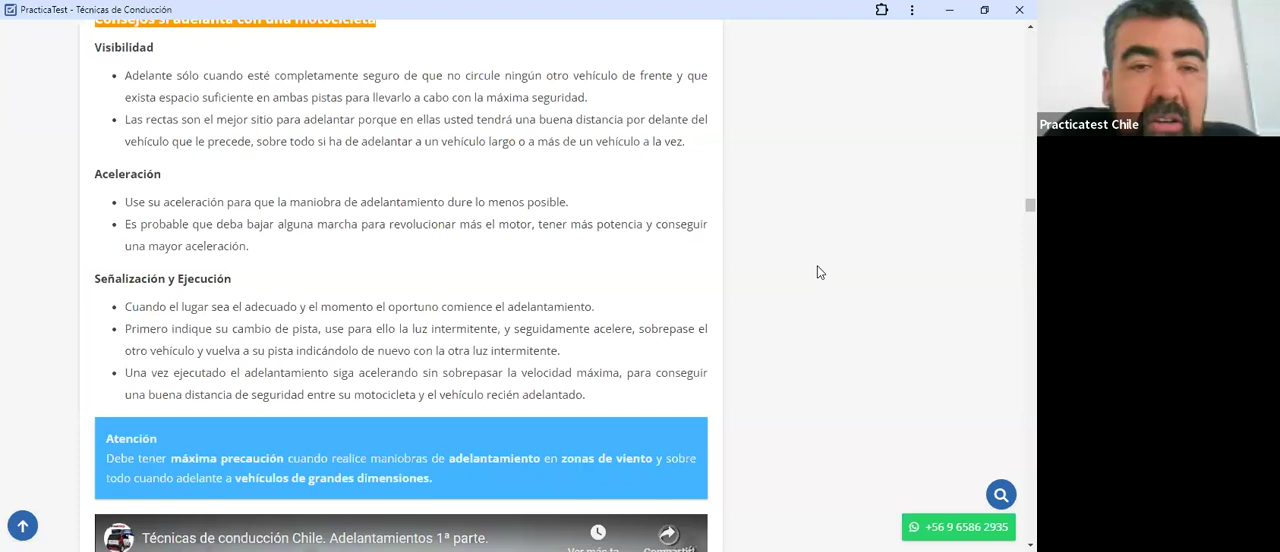 PracticaTest - Técnicas de Conducción
Consejos si adelanta con una motocicleta
Visibilidad
Adelante sólo cuando esté completamente seguro de que no circule ningún otro vehículo de frente y que
exista espacio suficiente en ambas pistas para llevarlo a cabo con la máxima seguridad.
Las rectas son el mejor sitio para adelantar porque en ellas usted tendrá una buena distancia por delante del
vehículo que le precede, sobre todo si ha de adelantar a un vehículo largo o a más de un vehículo a la vez.
Aceleración
Use su aceleración para que la maniobra de adelantamiento dure lo menos posible.
Es probable que deba bajar alguna marcha para revolucionar más el motor, tener más potencia y conseguir
una mayor aceleración.
Señalización y Ejecución
Cuando el lugar sea el adecuado y el momento el oportuno comience el adelantamiento.
Primero indique su cambio de pista, use para ello la luz intermitente, y seguidamente acelere, sobrepase el
otro vehículo y vuelva a su pista indicándolo de nuevo con la otra luz intermitente.
Una vez ejecutado el adelantamiento siga acelerando sin sobrepasar la velocidad máxima, para conseguir
una buena distancia de seguridad entre su motocicleta y el vehículo recién adelantado.
Atención
Debe tener máxima precaución cuando realice maniobras de adelantamiento en zonas de viento y sobre
todo cuando adelante a vehículos de grandes dimensiones.
Técnicas de conducción Chile. Adelantamientos 1ª parte.
Ver más ta Compartir
+56 9 6586 2935
Practicatest Chile